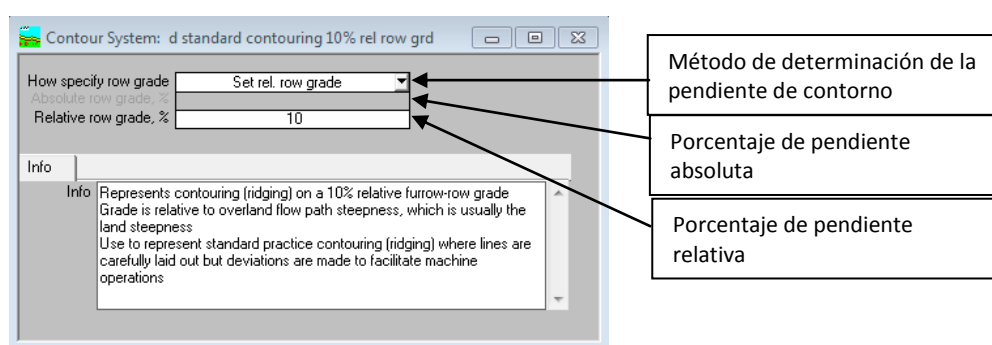 Contour System: d standard contouring 10% rel row grd
How specify row grade Set rel. row grade
Absolute row grade, %
Relative row grade, % 10
Info
Info Represents contouring (ridging) on a 10% relative furrow-row grade
Grade is relative to overland flow path steepness, which is usually the
land steepness
Use to represent standard practice contouring (ridging) where lines are
carefully laid out but deviations are made to facilitate machine
operations
Método de determinación de la
pendiente de contorno
Porcentaje de pendiente
absoluta
Porcentaje de pendiente
relativa